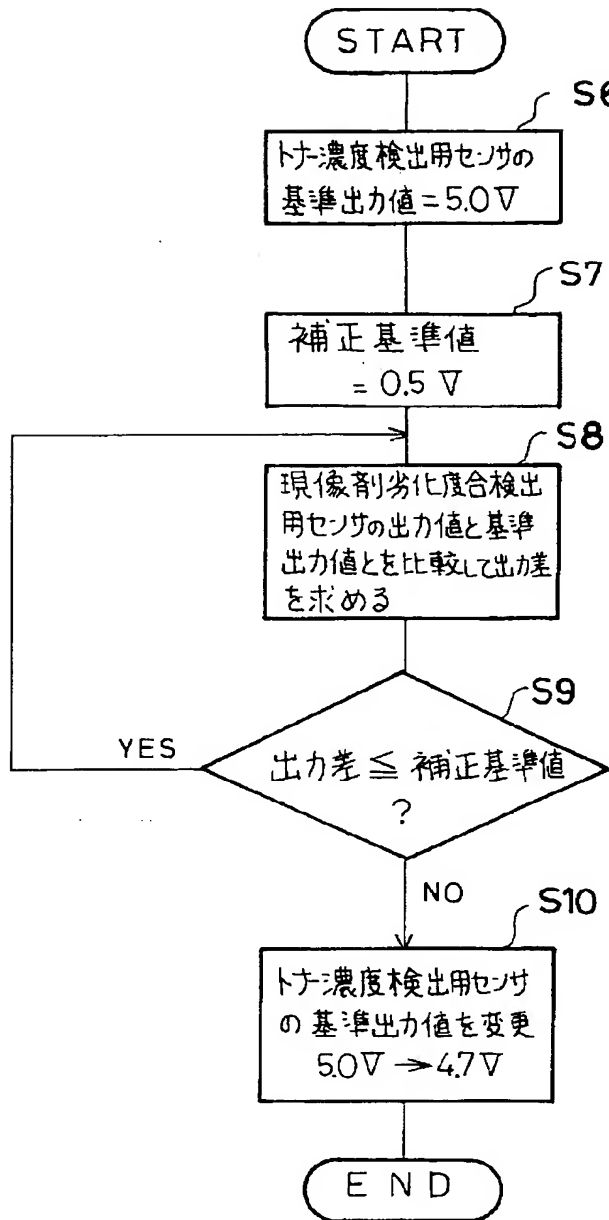 START
S6
トナー濃度検出用センサの
基準出力値=5.0V
S7
補正基準値
=0.5V
S8
現像剤劣化度合検出
用センサの出力値と基準
出力値とを比較して出力差
を求める
S9
出力差≦補正基準値
?
YES
NO
S10
トナー濃度検出用センサ
の基準出力値を変更
5.0V→4.7V
END